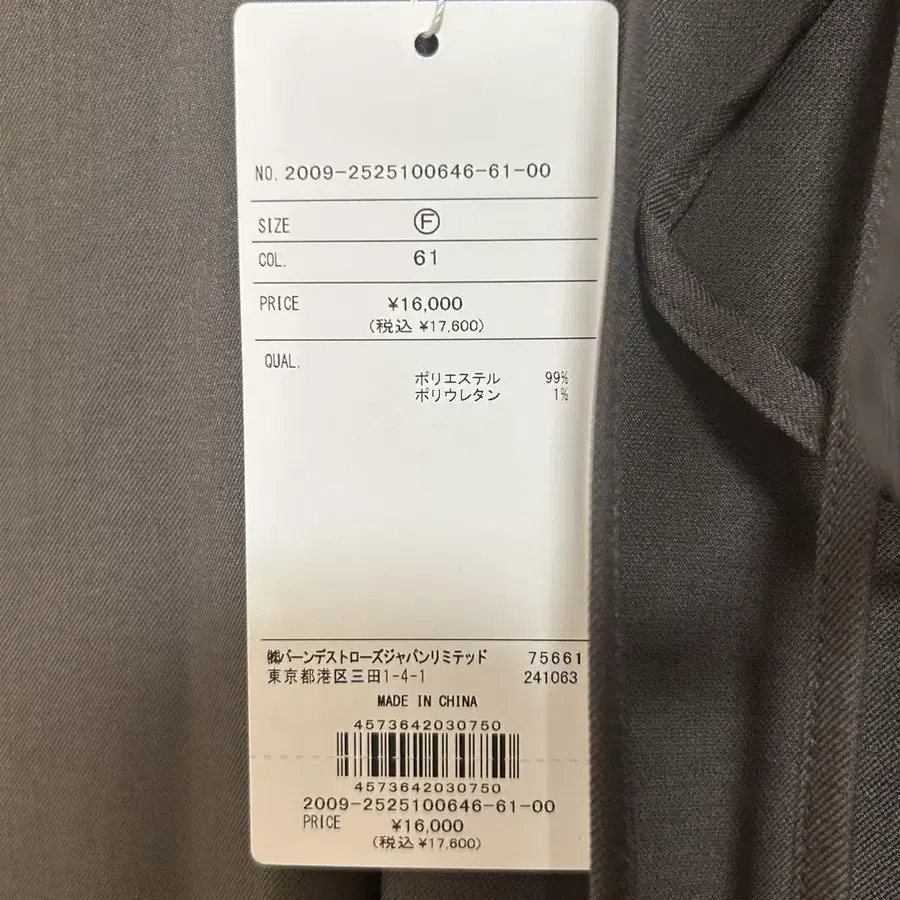 NO. 2009-2525100646-61-00
SIZE Ⓕ
COL. 61
PRICE ¥16,000
(税込 ¥17,600)
QUAL.
ポリエステル 99%
ポリウレタン 1%
㈱バーンデストローズジャパンリミテッド 75661
東京都港区三田1-4-1 241063
MADE IN CHINA
4573642030750
4573642030750
2009-2525100646-61-00
PRICE ¥16,000
(税込 ¥17,600)